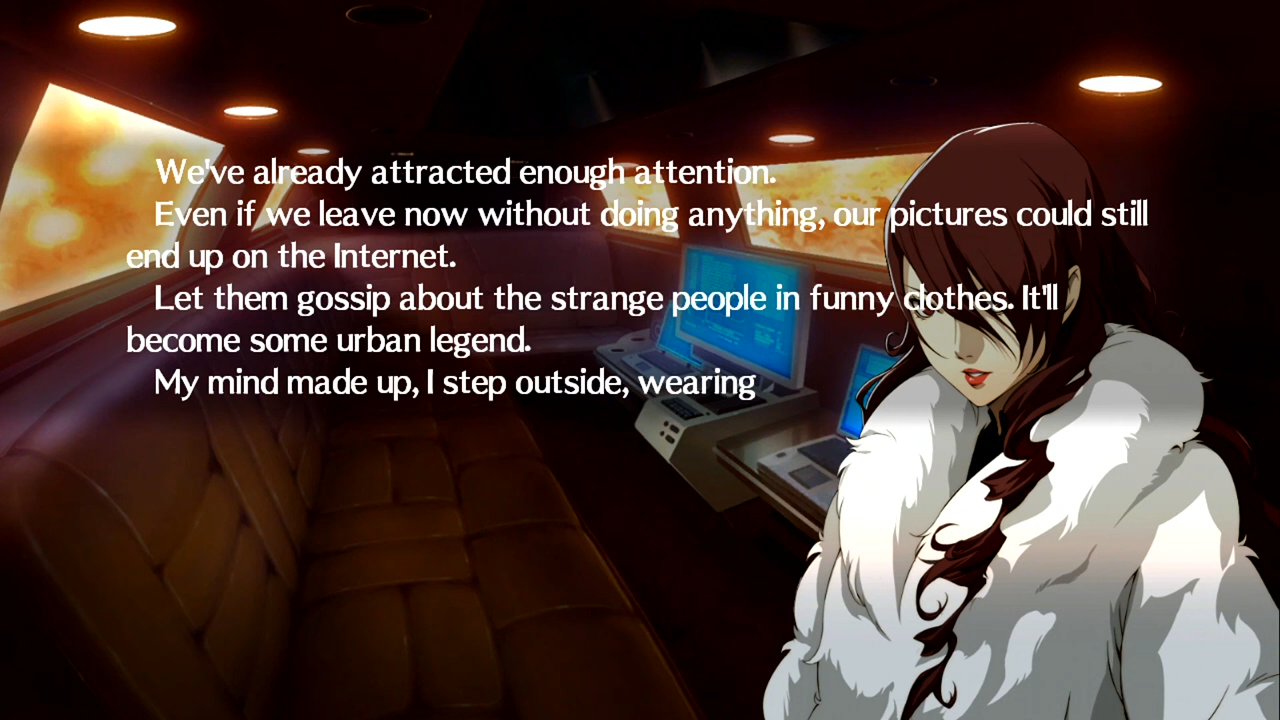 We've already attracted enough attention.
Even if we leave now without doing anything, our pictures could still
end up on the Internet.
Let them gossip about the strange people in funny clothes. It'll
become some urban legend.
My mind made up, I step outside, wearing